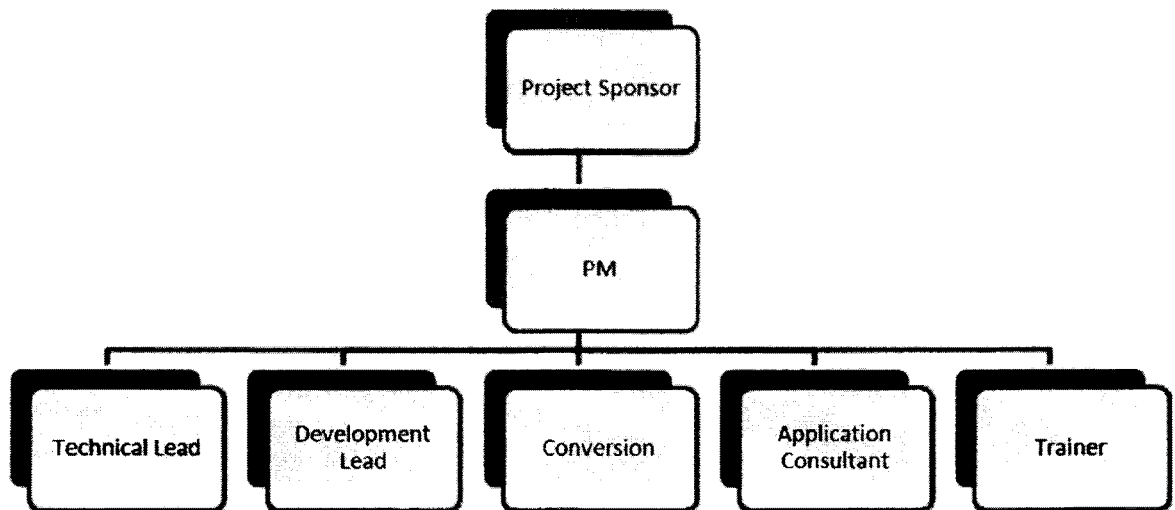 Project Sponsor
PM
Technical Lead
Development
Lead
Conversion
Application
Consultant
Trainer